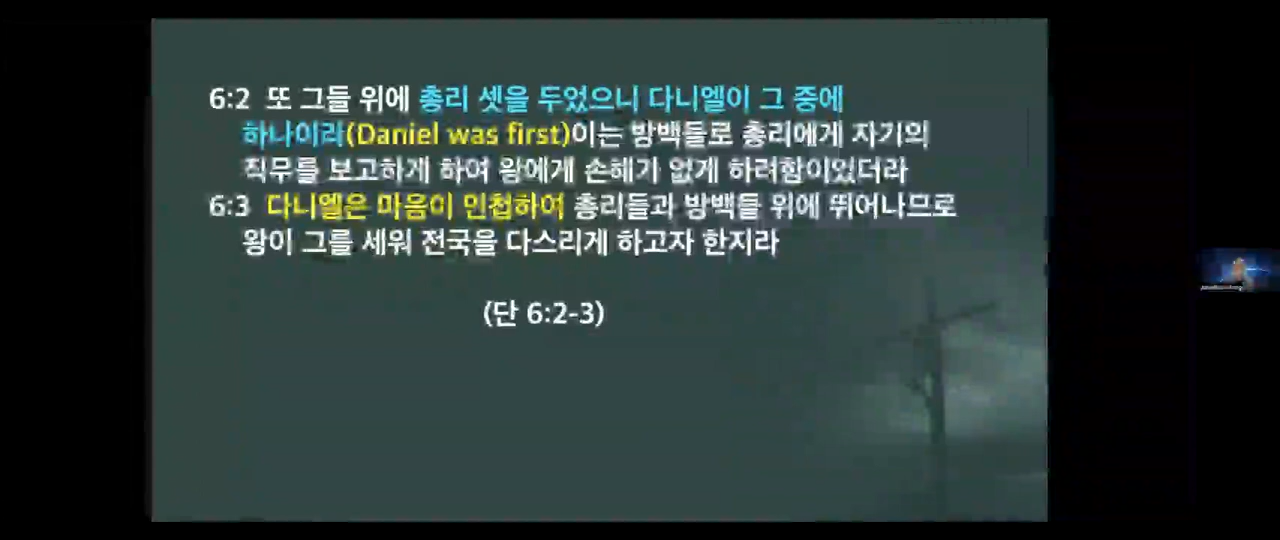 6:2 또 그들 위에 총리 셋을 두었으니 다니엘이 그 중에
하나이라(Daniel was first)이는 방백들로 총리에게 자기의
직무를 보고하게 하여 왕에게 손해가 없게 하려함이었더라
6:3 다니엘은 마음이 민첩하여 총리들과 방백들 위에 뛰어나므로
왕이 그를 세워 전국을 다스리게 하고자 한지라
(단 6:2-3)